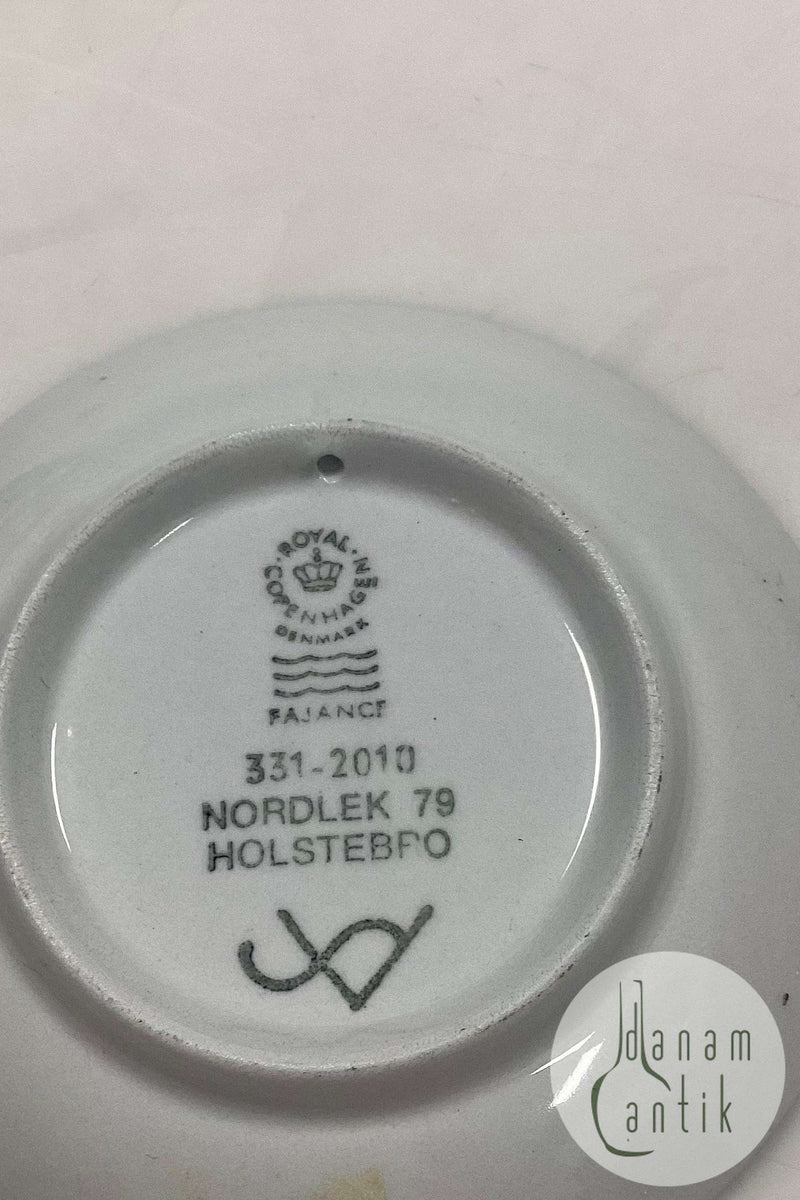 ROYAL COPENHAGEN
DENMARK
FAJANCE
331-2010
NORDLEK 79
HOLSTEBRO
danam
antik